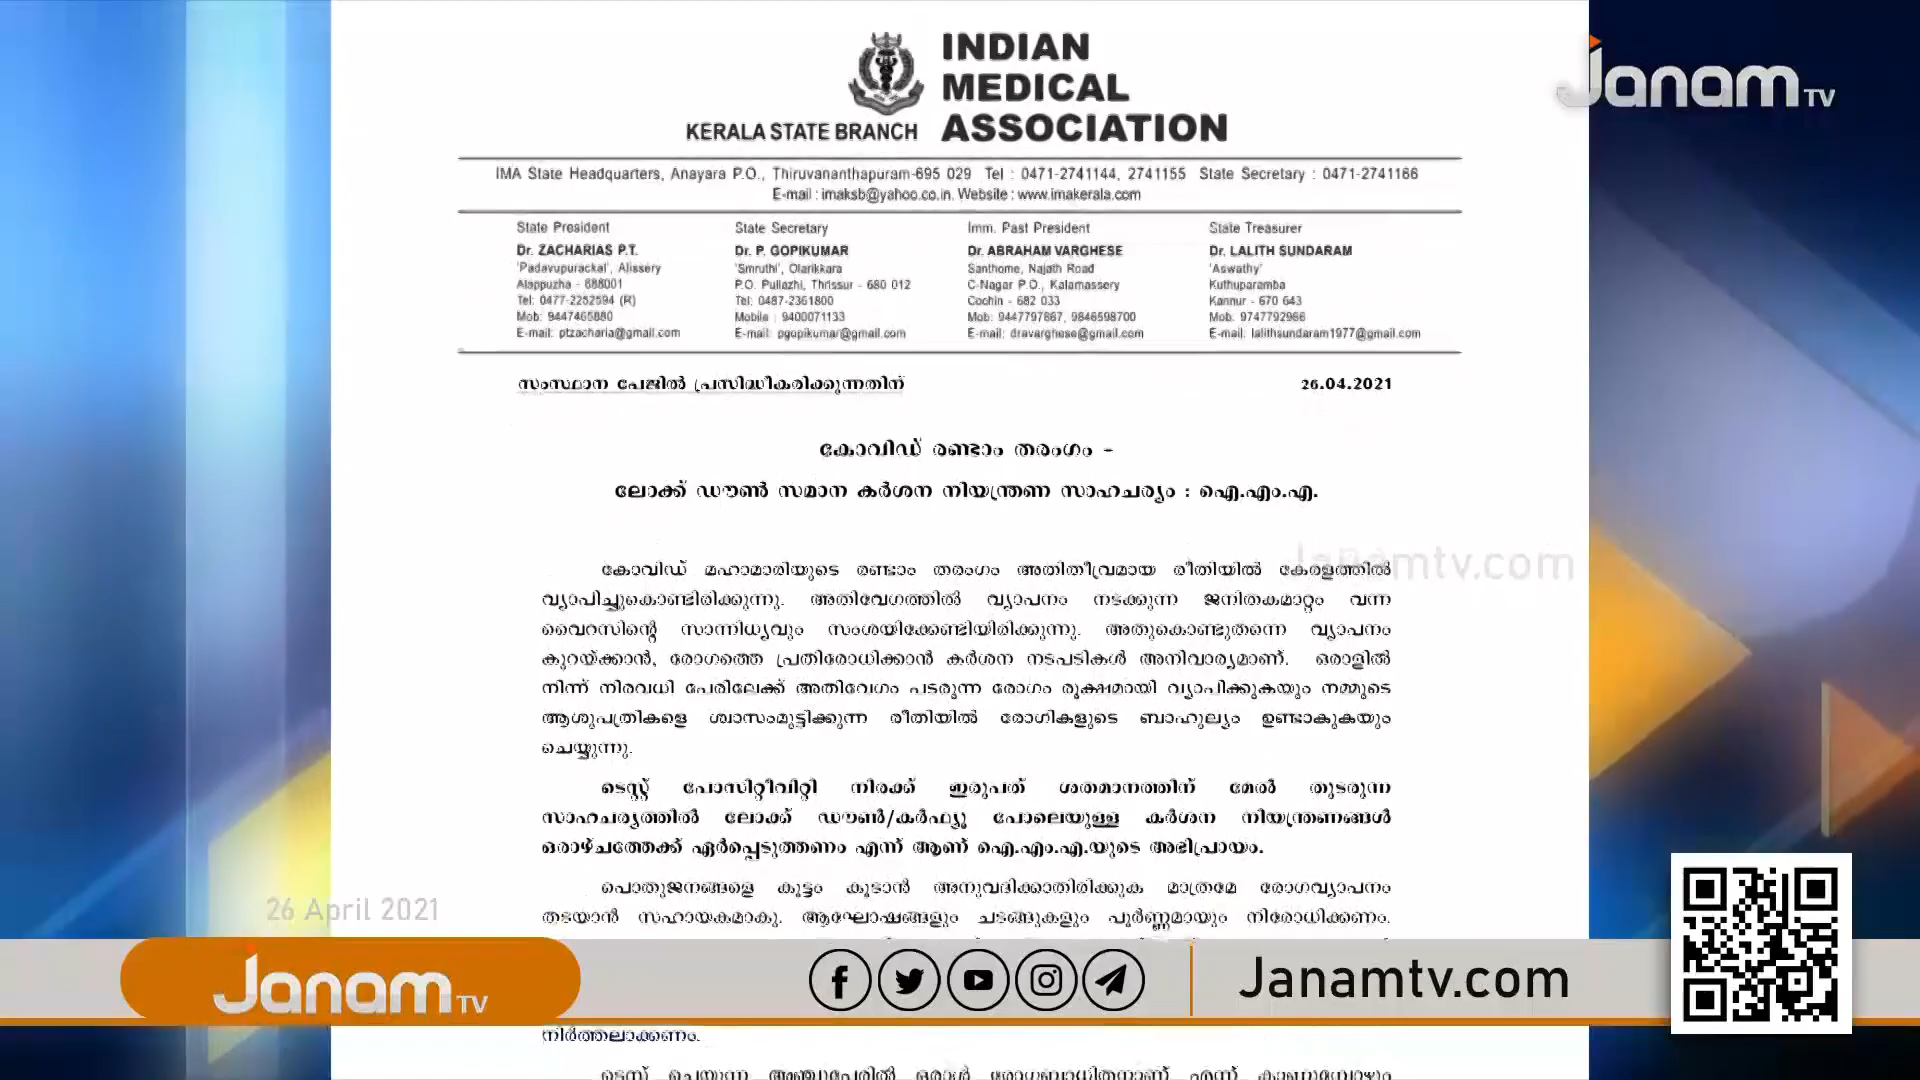 INDIAN
MEDICAL
ASSOCIATION
KERALA STATE BRANCH
Janam TV
IMA State Headquarters, Anayara P.O., Thiruvananthapuram-695 029 Tel : 0471-2741144, 2741155 State Secretary : 0471-2741166
E-mail : imaksb@yahoo.co.in. Website : www.imakerala.com
State President
Dr. ZACHARIAS P.T.
'Padavupurackal', Alissery
Alappuzha - 688001
Tel: 0477-2252594 (R)
Mob: 9447465880
E-mail: ptzacharia@gmail.com
State Secretary
Dr. P. GOPIKUMAR
'Smruthi', Olarikkara
P.O. Pullazhi, Thrissur - 680 012
Tel: 0487-2361800
Mobile : 9400071133
E-mail: pgopikumar@gmail.com
Imm. Past President
Dr. ABRAHAM VARGHESE
Santhome, Najath Road
C-Nagar P.O., Kalamassery
Cochin - 682 033
Mob: 9447797867, 9846598700
E-mail: dravarghese@gmail.com
State Treasurer
Dr. LALITH SUNDARAM
'Aswathy'
Kuthuparamba
Kannur - 670 643
Mob. 9747792966
E-mail: lalithsundaram1977@gmail.com
സംസ്ഥാന പേജിൽ പ്രസിദ്ധീകരിക്കുന്നതിന് 26.04.2021
കോവിഡ് രണ്ടാം തരംഗം -
ലോക്ക് ഡൗൺ സമാന കർശന നിയന്ത്രണ സാഹചര്യം : ഐ.എം.എ.
കോവിഡ് മഹാമാരിയുടെ രണ്ടാം തരംഗം അതിതീവ്രമായ രീതിയിൽ കേരളത്തിൽ
Janamtv.com
വ്യാപിച്ചുകൊണ്ടിരിക്കുന്നു. അതിവേഗത്തിൽ വ്യാപനം നടക്കുന്ന ജനിതകമാറ്റം വന്ന
വൈറസിന്റെ സാന്നിധ്യവും സംശയിക്കേണ്ടിയിരിക്കുന്നു. അതുകൊണ്ടുതന്നെ വ്യാപനം
കുറയ്ക്കാൻ, രോഗത്തെ പ്രതിരോധിക്കാൻ കർശന നടപടികൾ അനിവാര്യമാണ്. ഒരാളിൽ
നിന്ന് നിരവധി പേരിലേക്ക് അതിവേഗം പടരുന്ന രോഗം രൂക്ഷമായി വ്യാപിക്കുകയും നമ്മുടെ
ആശുപത്രികളെ ശ്വാസംമുട്ടിക്കുന്ന രീതിയിൽ രോഗികളുടെ ബാഹുല്യം ഉണ്ടാകുകയും
ചെയ്യുന്നു.
ടെസ്റ്റ് പോസിറ്റീവിറ്റി നിരക്ക് ഇരുപത് ശതമാനത്തിന് മേൽ തുടരുന്ന
സാഹചര്യത്തിൽ ലോക്ക് ഡൗൺ/കർഫ്യൂ പോലെയുള്ള കർശന നിയന്ത്രണങ്ങൾ
ഒരാഴ്ചത്തേക്ക് ഏർപ്പെടുത്തണം എന്ന് ആണ് ഐ.എം.എ.യുടെ അഭിപ്രായം.
പൊതുജനങ്ങളെ കൂട്ടം കൂടാൻ അനുവദിക്കാതിരിക്കുക മാത്രമേ രോഗവ്യാപനം
തടയാൻ സഹായകമാകൂ. ആഘോഷങ്ങളും ചടങ്ങുകളും പൂർണ്ണമായും നിരോധിക്കണം.
26 April 2021
Janam TV
Janamtv.com
നിർത്തലാക്കണം.
ടെസ്റ്റ് ചെയ്യുന്ന അഞ്ചുപേരിൽ ഒരാൾ രോഗബാധിതനാണ് എന്ന് കാണുമ്പോഴും